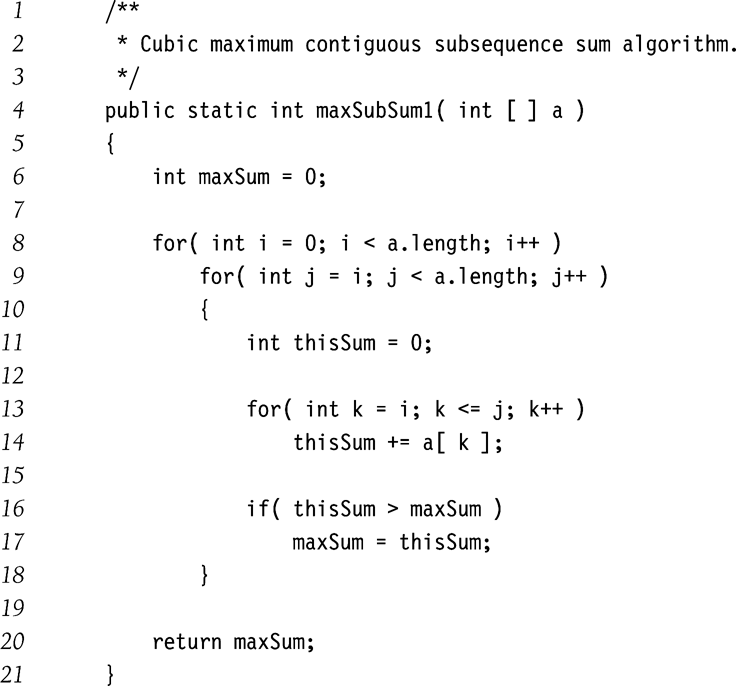 1 /**
2 * Cubic maximum contiguous subsequence sum algorithm.
3 */
4 public static int maxSubSum1( int [ ] a )
5 {
6 int maxSum = 0;
7
8 for( int i = 0; i < a.length; i++ )
9 for( int j = i; j < a.length; j++ )
10 {
11 int thisSum = 0;
12
13 for( int k = i; k <= j; k++ )
14 thisSum += a[ k ];
15
16 if( thisSum > maxSum )
17 maxSum = thisSum;
18 }
19
20 return maxSum;
21 }